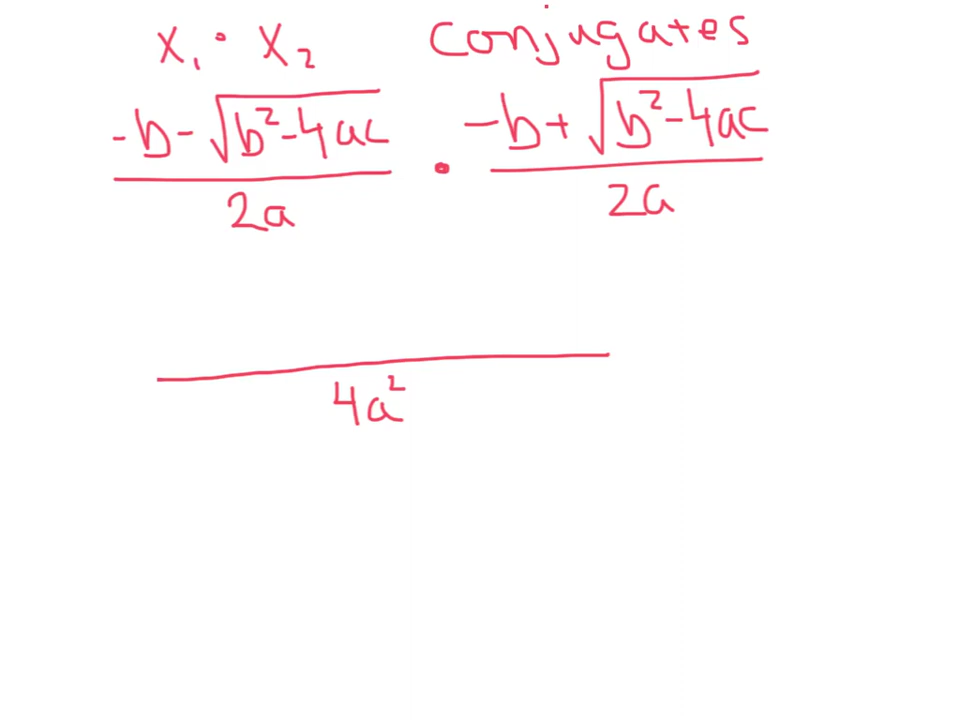 x₁ · x₂ conjugates
-b-√b²-4ac / 2a · -b+√b²-4ac / 2a
/ 4a²